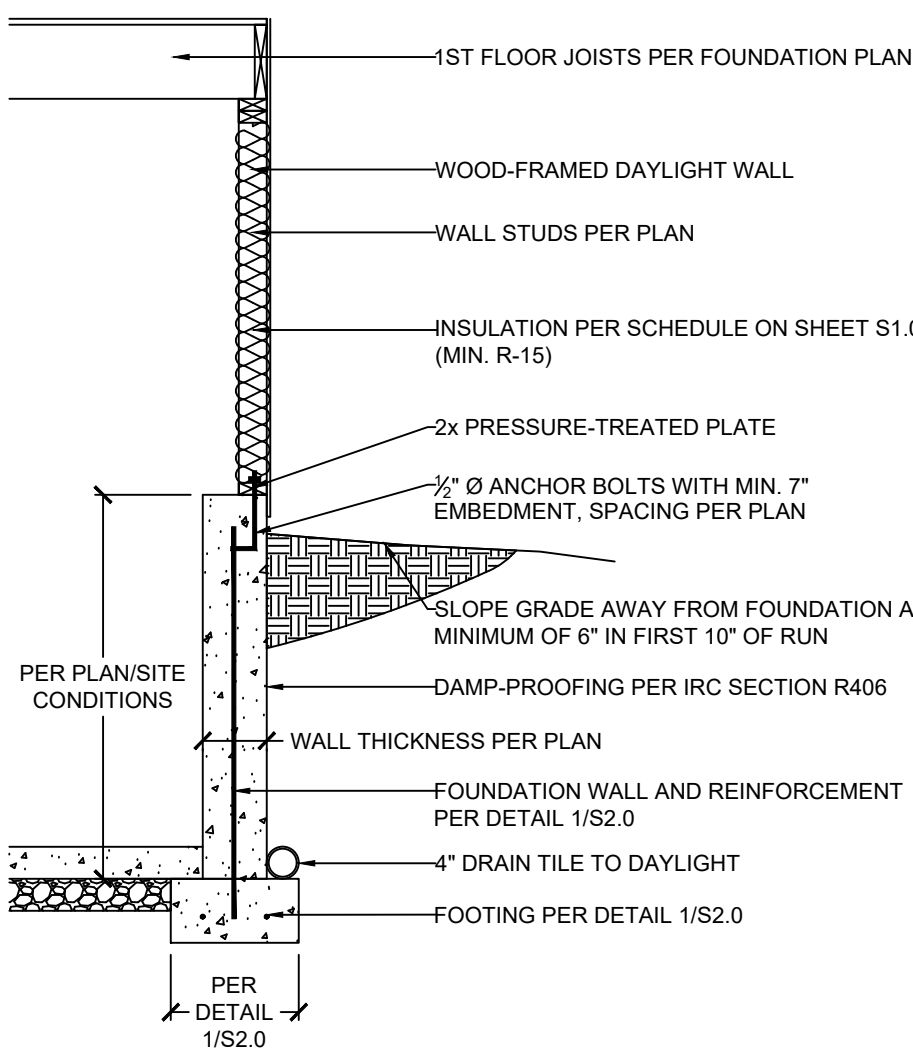 1ST FLOOR JOISTS PER FOUNDATION PLAN
WOOD-FRAMED DAYLIGHT WALL
WALL STUDS PER PLAN
INSULATION PER SCHEDULE ON SHEET S1.0
(MIN. R-15)
2x PRESSURE-TREATED PLATE
½" Ø ANCHOR BOLTS WITH MIN. 7"
EMBEDMENT, SPACING PER PLAN
SLOPE GRADE AWAY FROM FOUNDATION A
MINIMUM OF 6" IN FIRST 10" OF RUN
PER PLAN/SITE
CONDITIONS
DAMP-PROOFING PER IRC SECTION R406
WALL THICKNESS PER PLAN
FOUNDATION WALL AND REINFORCEMENT
PER DETAIL 1/S2.0
4" DRAIN TILE TO DAYLIGHT
FOOTING PER DETAIL 1/S2.0
PER
DETAIL
1/S2.0